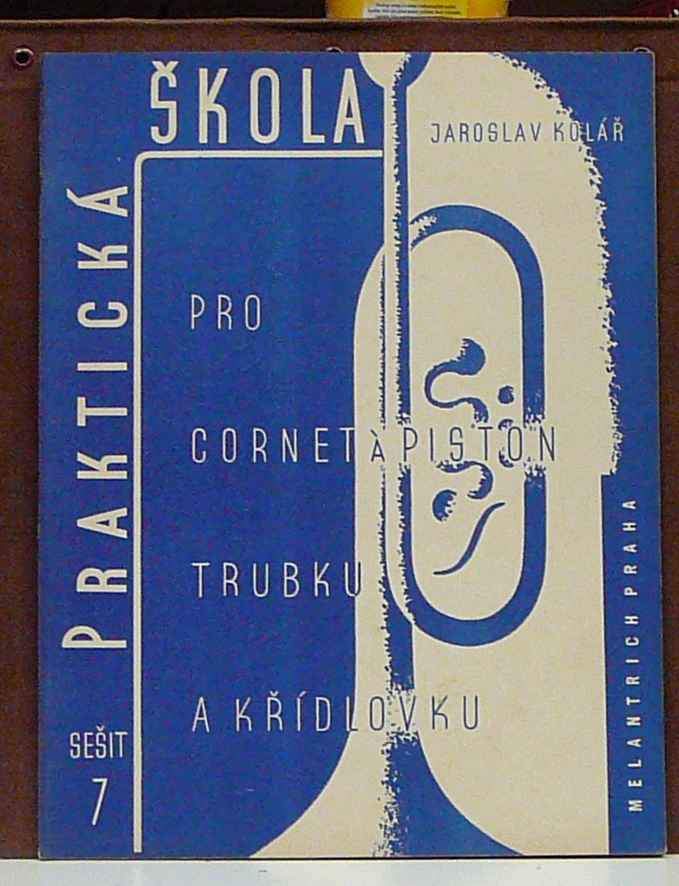 PRAKTICKÁ
ŠKOLA
JAROSLAV KOLÁŘ
PRO
CORNET À PISTON
TRUBKU
A KŘÍDLOVKU
SEŠIT
7
MELANTRICH PRAHA